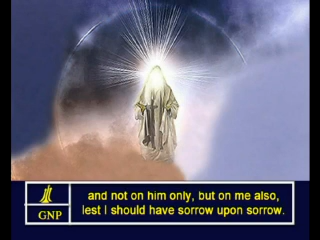 and not on him only, but on me also,
lest I should have sorrow upon sorrow.
GNP